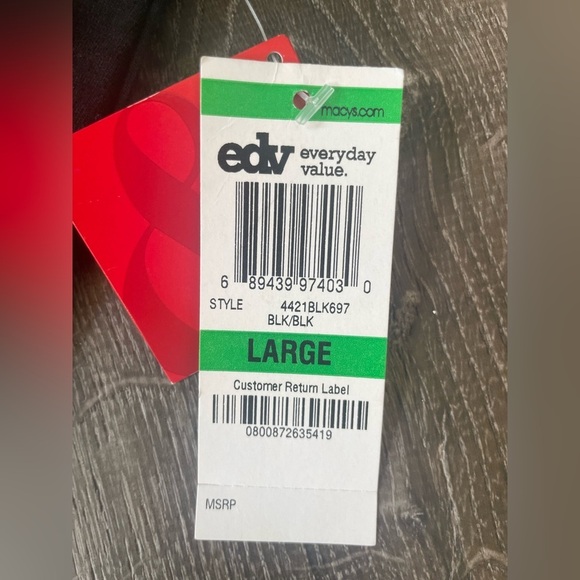 macys.com
edv everyday
value.
6 89439 97403 0
STYLE 4421BLK697
BLK/BLK
LARGE
Customer Return Label
0800872635419
MSRP